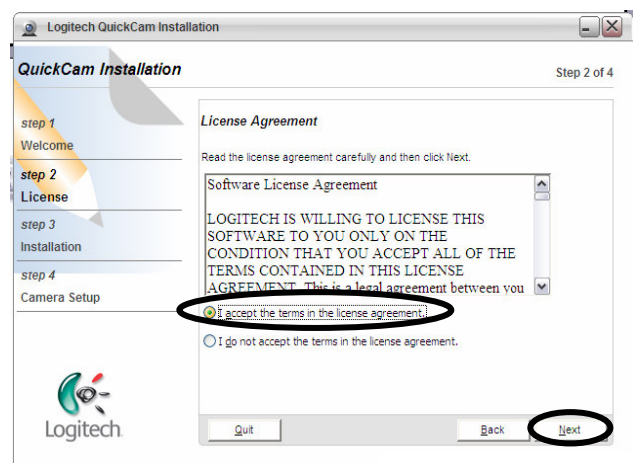 Logitech QuickCam Installation
QuickCam Installation
Step 2 of 4
step 1
Welcome
step 2
License
step 3
Installation
step 4
Camera Setup
License Agreement
Read the license agreement carefully and then click Next.
Software License Agreement
LOGITECH IS WILLING TO LICENSE THIS
SOFTWARE TO YOU ONLY ON THE
CONDITION THAT YOU ACCEPT ALL OF THE
TERMS CONTAINED IN THIS LICENSE
AGREEMENT. This is a legal agreement between you
I accept the terms in the license agreement.
I do not accept the terms in the license agreement.
Logitech
Quit
Back
Next